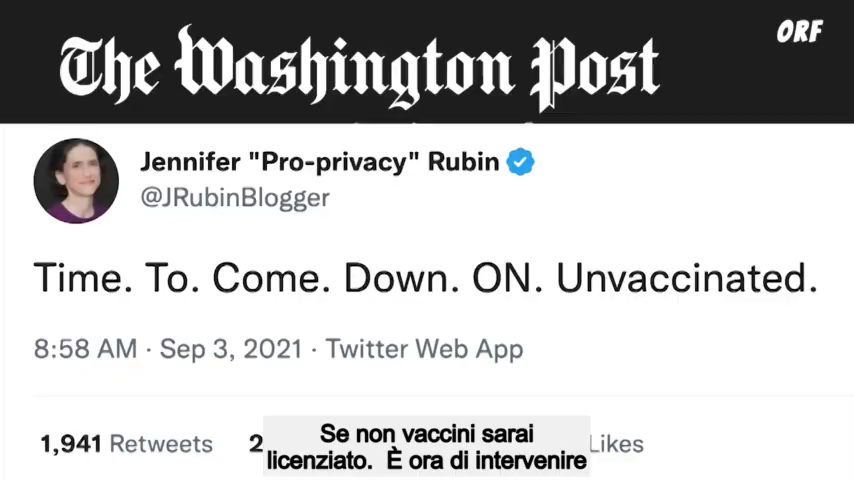 The Washington Post
ORF
Jennifer "Pro-privacy" Rubin
@JRubinBlogger
Time. To. Come. Down. ON. Unvaccinated.
8:58 AM · Sep 3, 2021 · Twitter Web App
1,941 Retweets 2 Likes
Se non vaccini sarai
licenziato. È ora di intervenire